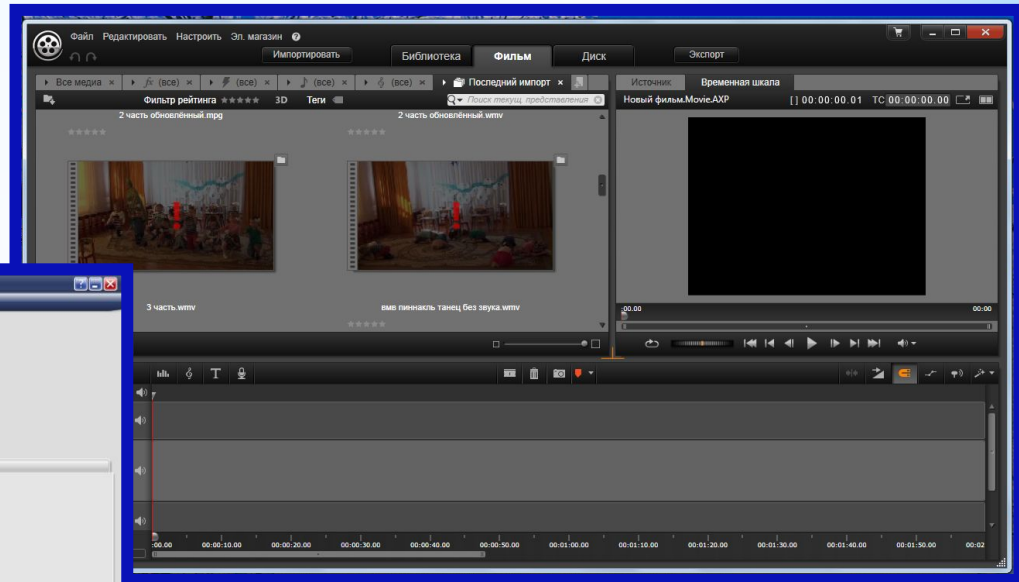 Файл Редактировать Настроить Эл. магазин
Импортировать Библиотека Фильм Диск Экспорт
Все медиа × fx (все) × (все) × (все) × (все) × Последний импорт × Источник Временная шкала
Фильтр рейтинга 3D Теги Поиск текущ. представления Новый фильм.Movie.AXP [ ] 00:00:00.01 TC 00:00:00.00
2 часть обновлённый.mpg 2 часть обновлённый.wmv
3 часть.wmv вмв пиннакль танец без звука.wmv
:00.00 00:00
:00.00 00:00:10.00 00:00:20.00 00:00:30.00 00:00:40.00 00:00:50.00 00:01:00.00 00:01:10.00 00:01:20.00 00:01:30.00 00:01:40.00 00:01:50.00 00:02